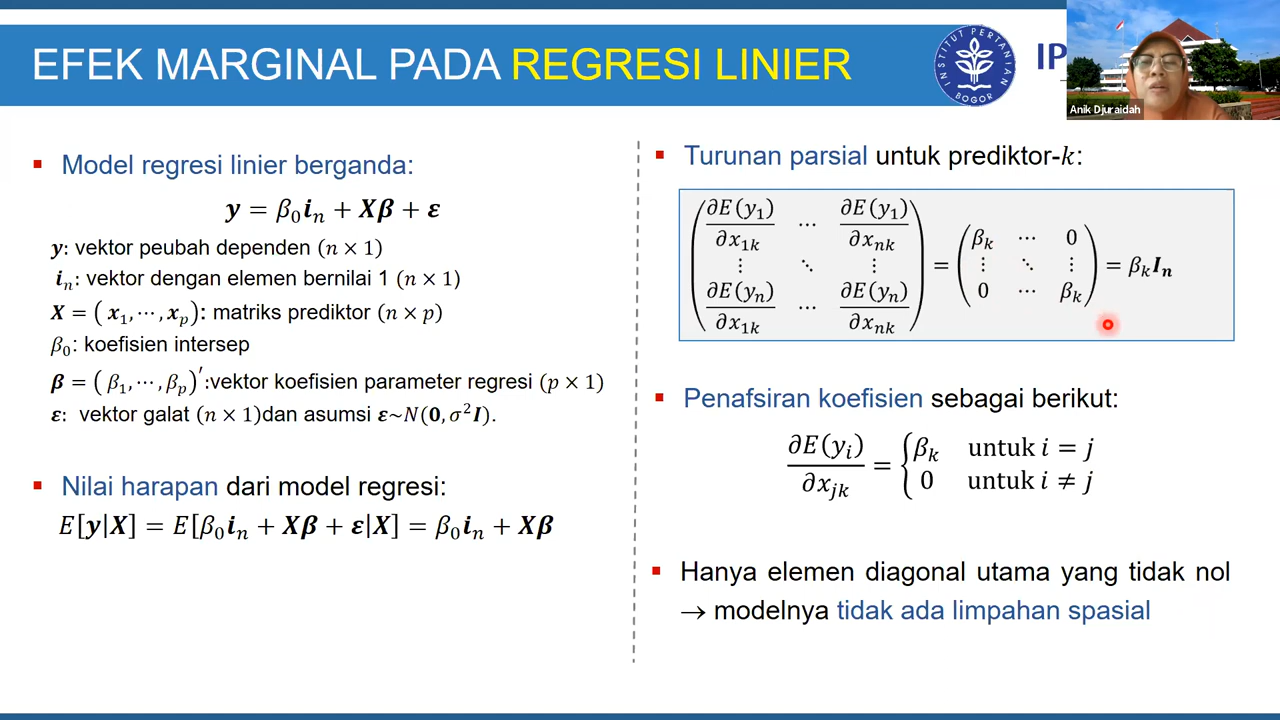 EFEK MARGINAL PADA REGRESI LINIER
INSTITUT PERTANIAN
BOGOR
IP
Anik Djuraidah
▪ Model regresi linier berganda:
𝒚 = β₀𝒊ₙ + 𝑿𝜷 + 𝜺
𝒚: vektor peubah dependen (n × 1)
𝒊ₙ: vektor dengan elemen bernilai 1 (n × 1)
𝑿 = ( 𝒙₁, ⋯, 𝒙ₚ): matriks prediktor (n × p)
β₀: koefisien intersep
𝜷 = ( β₁, ⋯, βₚ)′:vektor koefisien parameter regresi (p × 1)
𝜺: vektor galat (n × 1)dan asumsi 𝜺~N(𝟎, σ²𝑰).
▪ Nilai harapan dari model regresi:
E[𝒚|𝑿] = E[β₀𝒊ₙ + 𝑿𝜷 + 𝜺|𝑿] = β₀𝒊ₙ + 𝑿𝜷
▪ Turunan parsial untuk prediktor-k:
( ∂E(y₁)/∂x₁ₖ ⋯ ∂E(y₁)/∂xₙₖ
⋮ ⋱ ⋮
∂E(yₙ)/∂x₁ₖ ⋯ ∂E(yₙ)/∂xₙₖ ) = ( βₖ ⋯ 0
⋮ ⋱ ⋮
0 ⋯ βₖ ) = βₖ𝑰ₙ
▪ Penafsiran koefisien sebagai berikut:
∂E(yᵢ)/∂xⱼₖ = { βₖ untuk i = j
0 untuk i ≠ j
▪ Hanya elemen diagonal utama yang tidak nol
→ modelnya tidak ada limpahan spasial